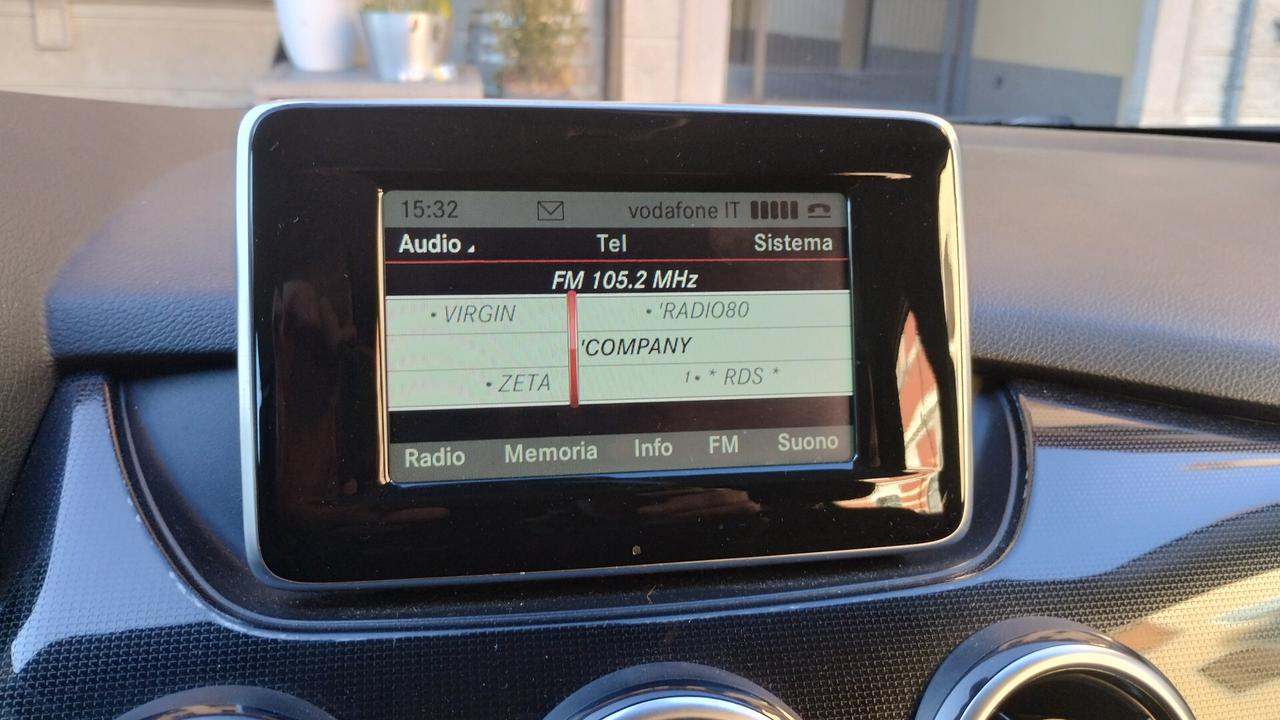 15:32 vodafone IT
Audio Tel Sistema
FM 105.2 MHz
• VIRGIN • 'RADIO80
'COMPANY
• ZETA 1• * RDS *
Radio Memoria Info FM Suono